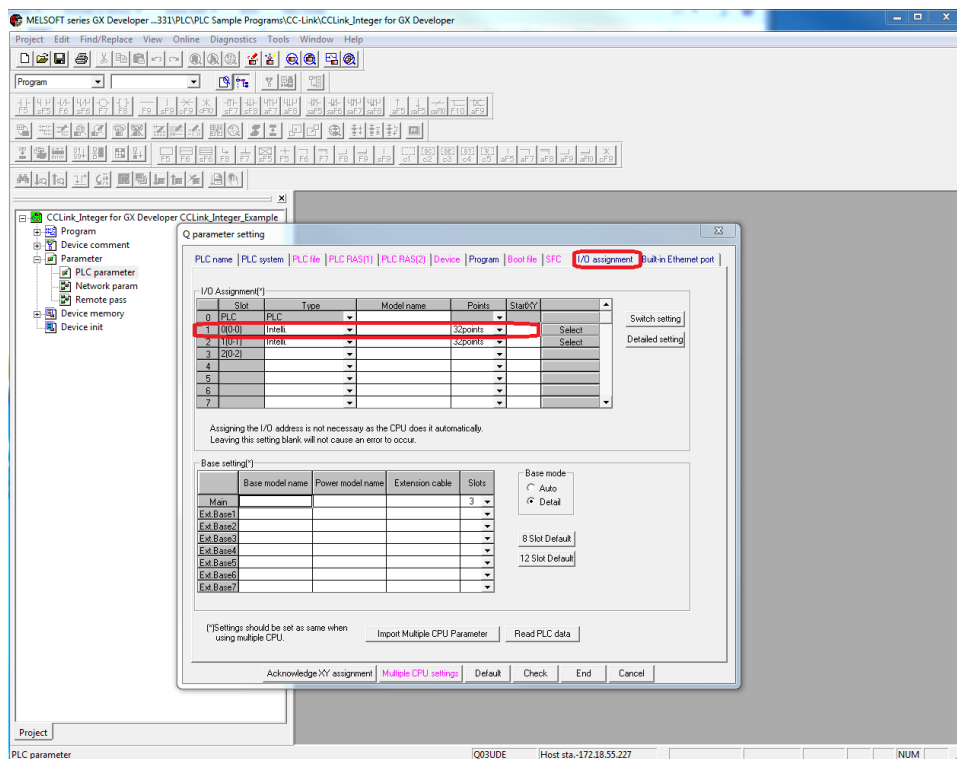 MELSOFT series GX Developer ...331\PLC\PLC Sample Programs\CC-Link\CCLink_Integer for GX Developer
Project Edit Find/Replace View Online Diagnostics Tools Window Help
Program
CCLink_Integer for GX Developer CCLink_Integer_Example
Program
Device comment
Parameter
PLC parameter
Network param
Remote pass
Device memory
Device init
Project
Q parameter setting
PLC name PLC system PLC file PLC RAS(1) PLC RAS(2) Device Program Boot file SFC I/O assignment Built-in Ethernet port
I/O Assignment(*)
Slot Type Model name Points StartXY
0 PLC PLC
1 0(0-0) Intelli. 32points Select
2 1(0-1) Intelli. 32points Select
3 2(0-2)
4
5
6
7
Switch setting
Detailed setting
Assigning the I/O address is not necessary as the CPU does it automatically.
Leaving this setting blank will not cause an error to occur.
Base setting(*)
Base model name Power model name Extension cable Slots
Main 3
Ext.Base1
Ext.Base2
Ext.Base3
Ext.Base4
Ext.Base5
Ext.Base6
Ext.Base7
Base mode
Auto
Detail
8 Slot Default
12 Slot Default
(*)Settings should be set as same when
using multiple CPU.
Import Multiple CPU Parameter Read PLC data
Acknowledge XY assignment Multiple CPU settings Default Check End Cancel
PLC parameter Q03UDE Host sta.-172.18.55.227 NUM